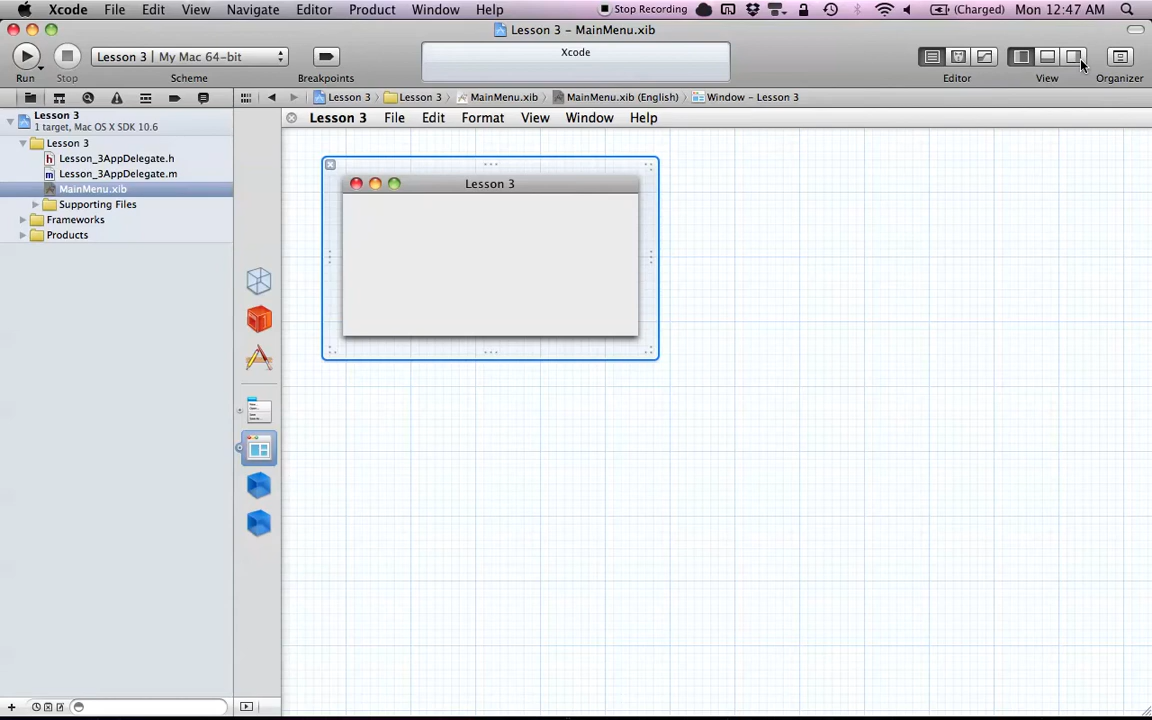 Xcode File Edit View Navigate Editor Product Window Help Stop Recording (Charged) Mon 12:47 AM
Lesson 3 – MainMenu.xib
Lesson 3 | My Mac 64-bit
Xcode
Run Stop Scheme Breakpoints Editor View Organizer
Lesson 3 Lesson 3 MainMenu.xib MainMenu.xib (English) Window – Lesson 3
Lesson 3
1 target, Mac OS X SDK 10.6
Lesson 3
h Lesson_3AppDelegate.h
m Lesson_3AppDelegate.m
MainMenu.xib
Supporting Files
Frameworks
Products
Lesson 3 File Edit Format View Window Help
Lesson 3